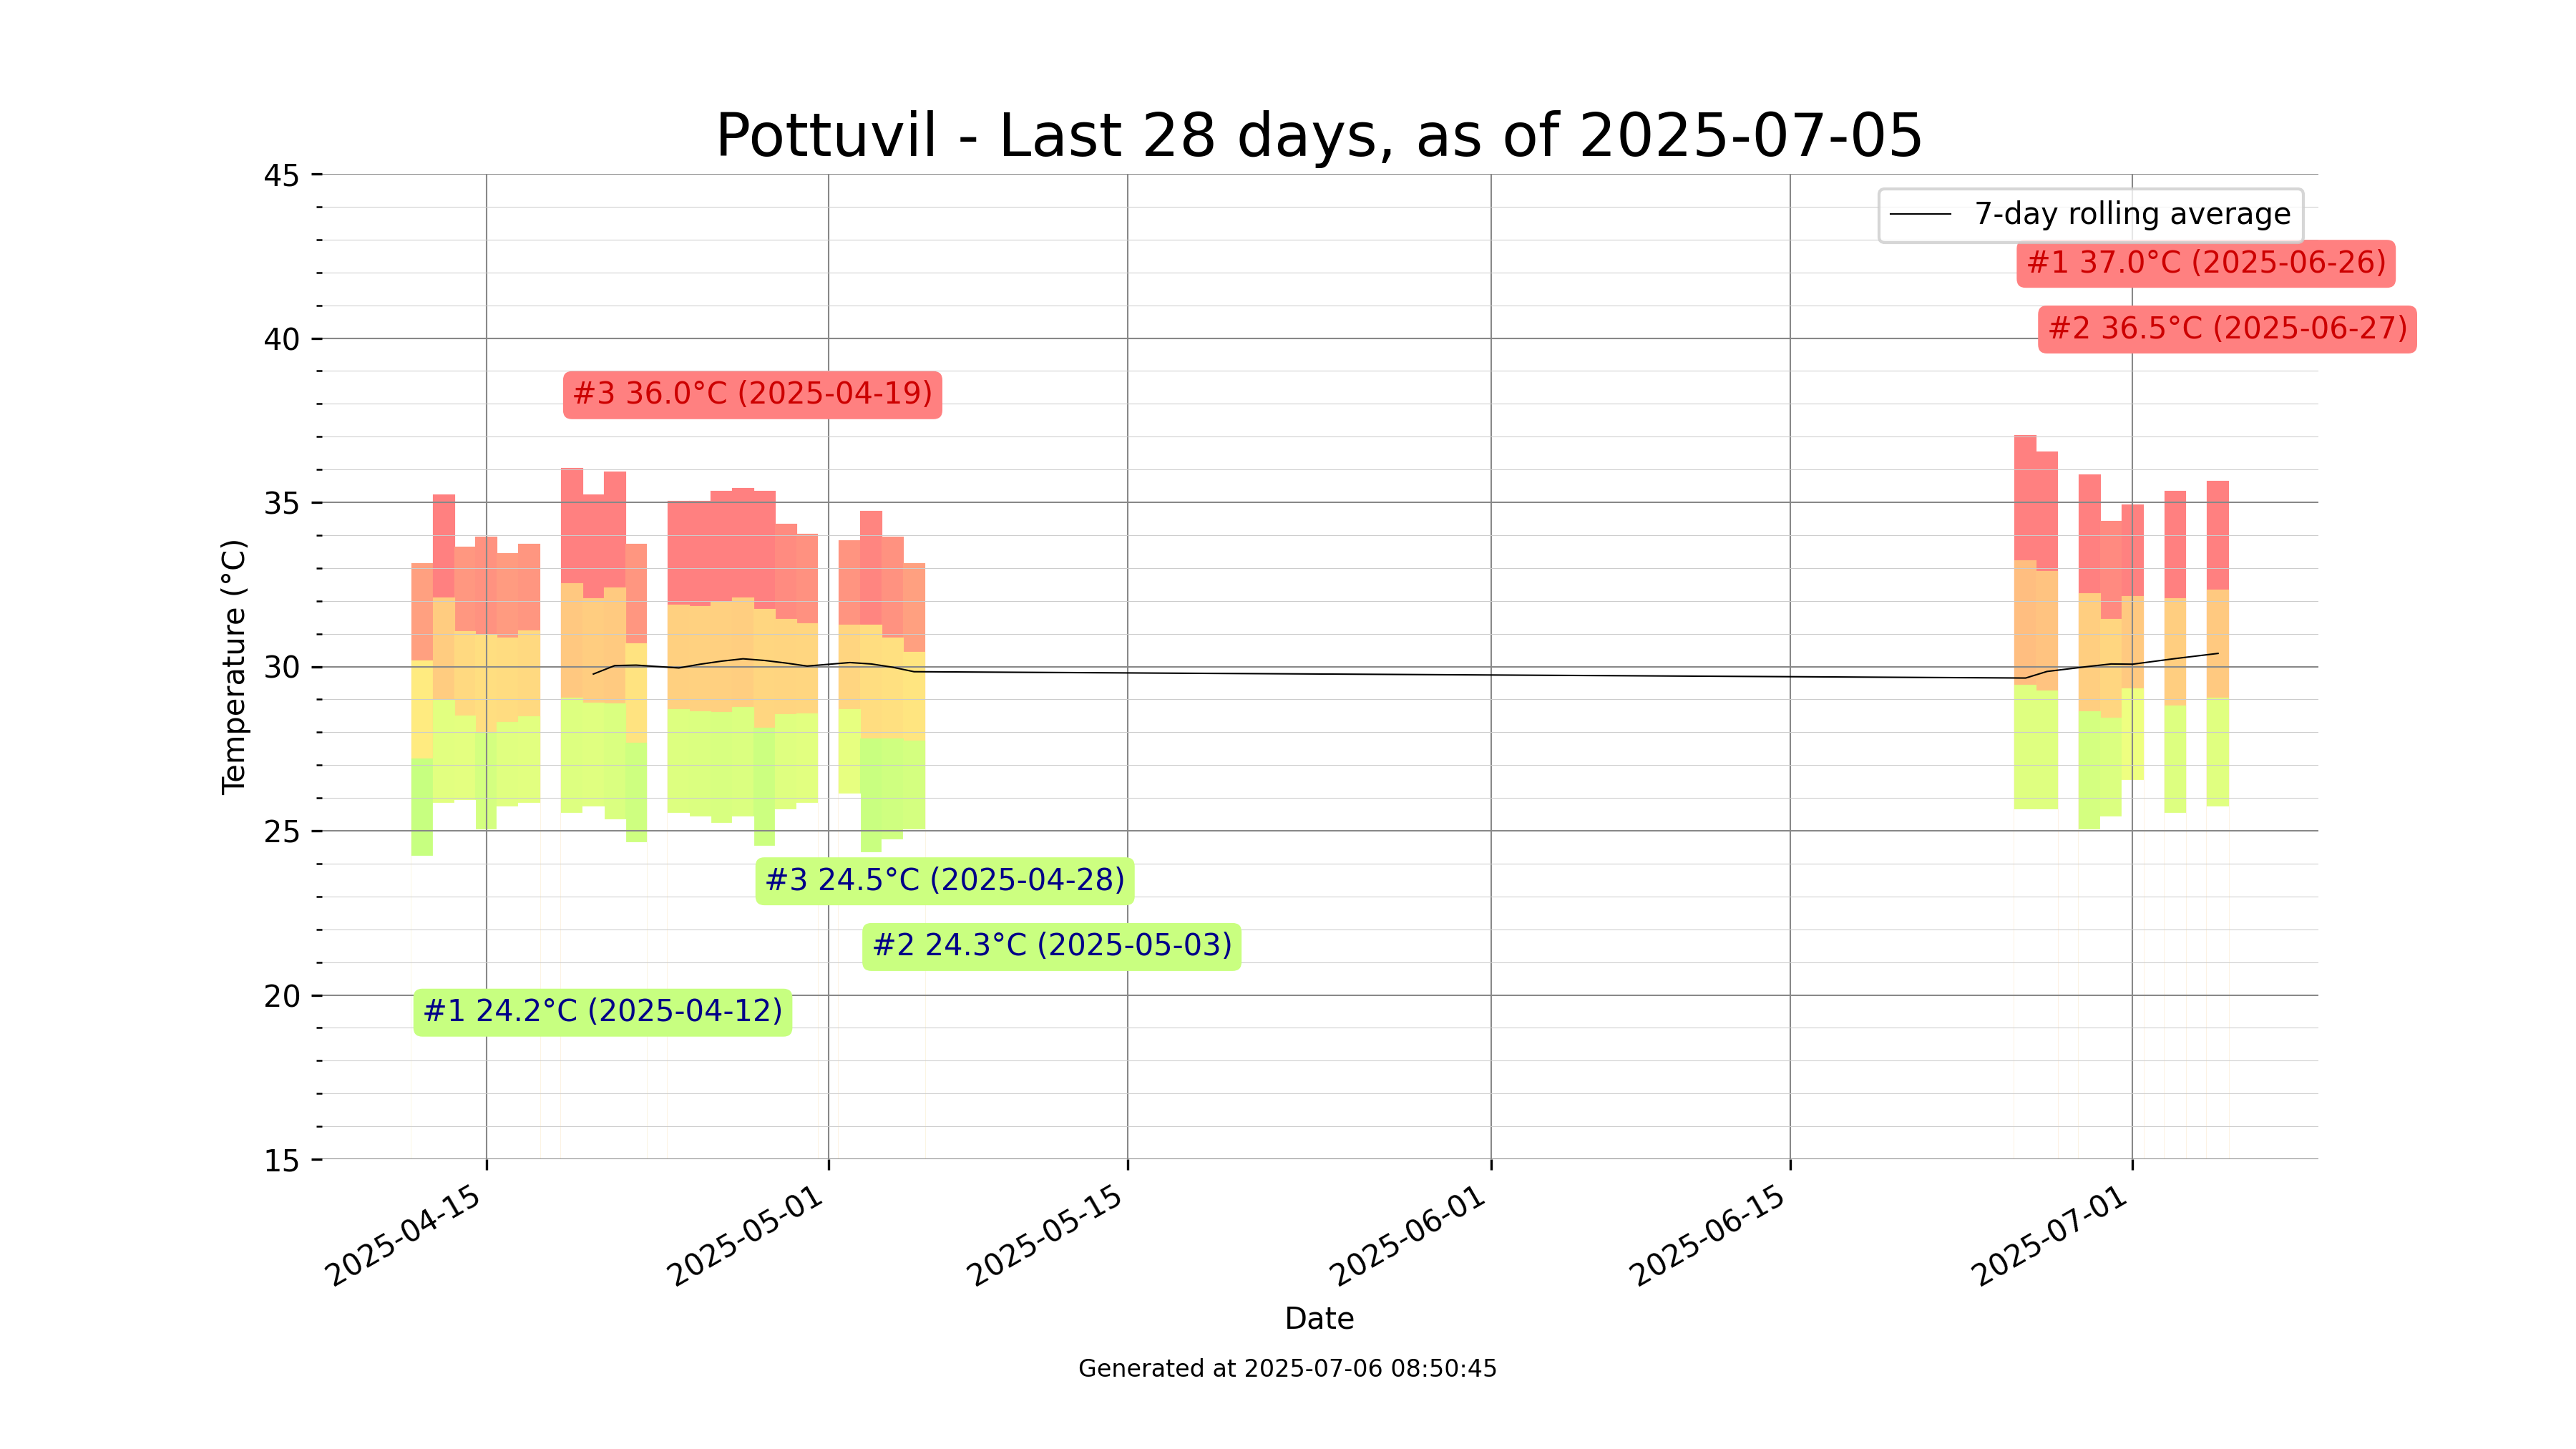 Pottuvil - Last 28 days, as of 2025-07-05
45
40
35
30
25
20
15
Temperature (°C)
7-day rolling average
#1 37.0°C (2025-06-26)
#2 36.5°C (2025-06-27)
#3 36.0°C (2025-04-19)
#3 24.5°C (2025-04-28)
#2 24.3°C (2025-05-03)
#1 24.2°C (2025-04-12)
2025-04-15
2025-05-01
2025-05-15
2025-06-01
2025-06-15
2025-07-01
Date
Generated at 2025-07-06 08:50:45